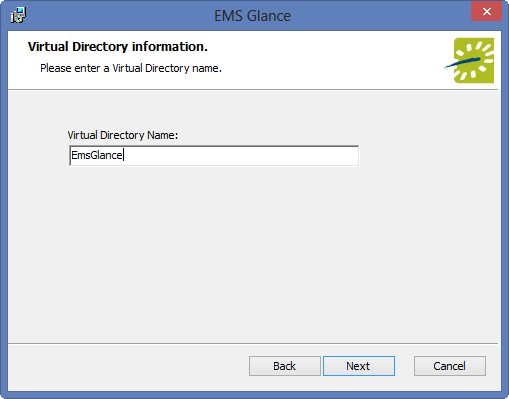 EMS Glance
Virtual Directory information.
Please enter a Virtual Directory name.
Virtual Directory Name:
EmsGlance
Back Next Cancel